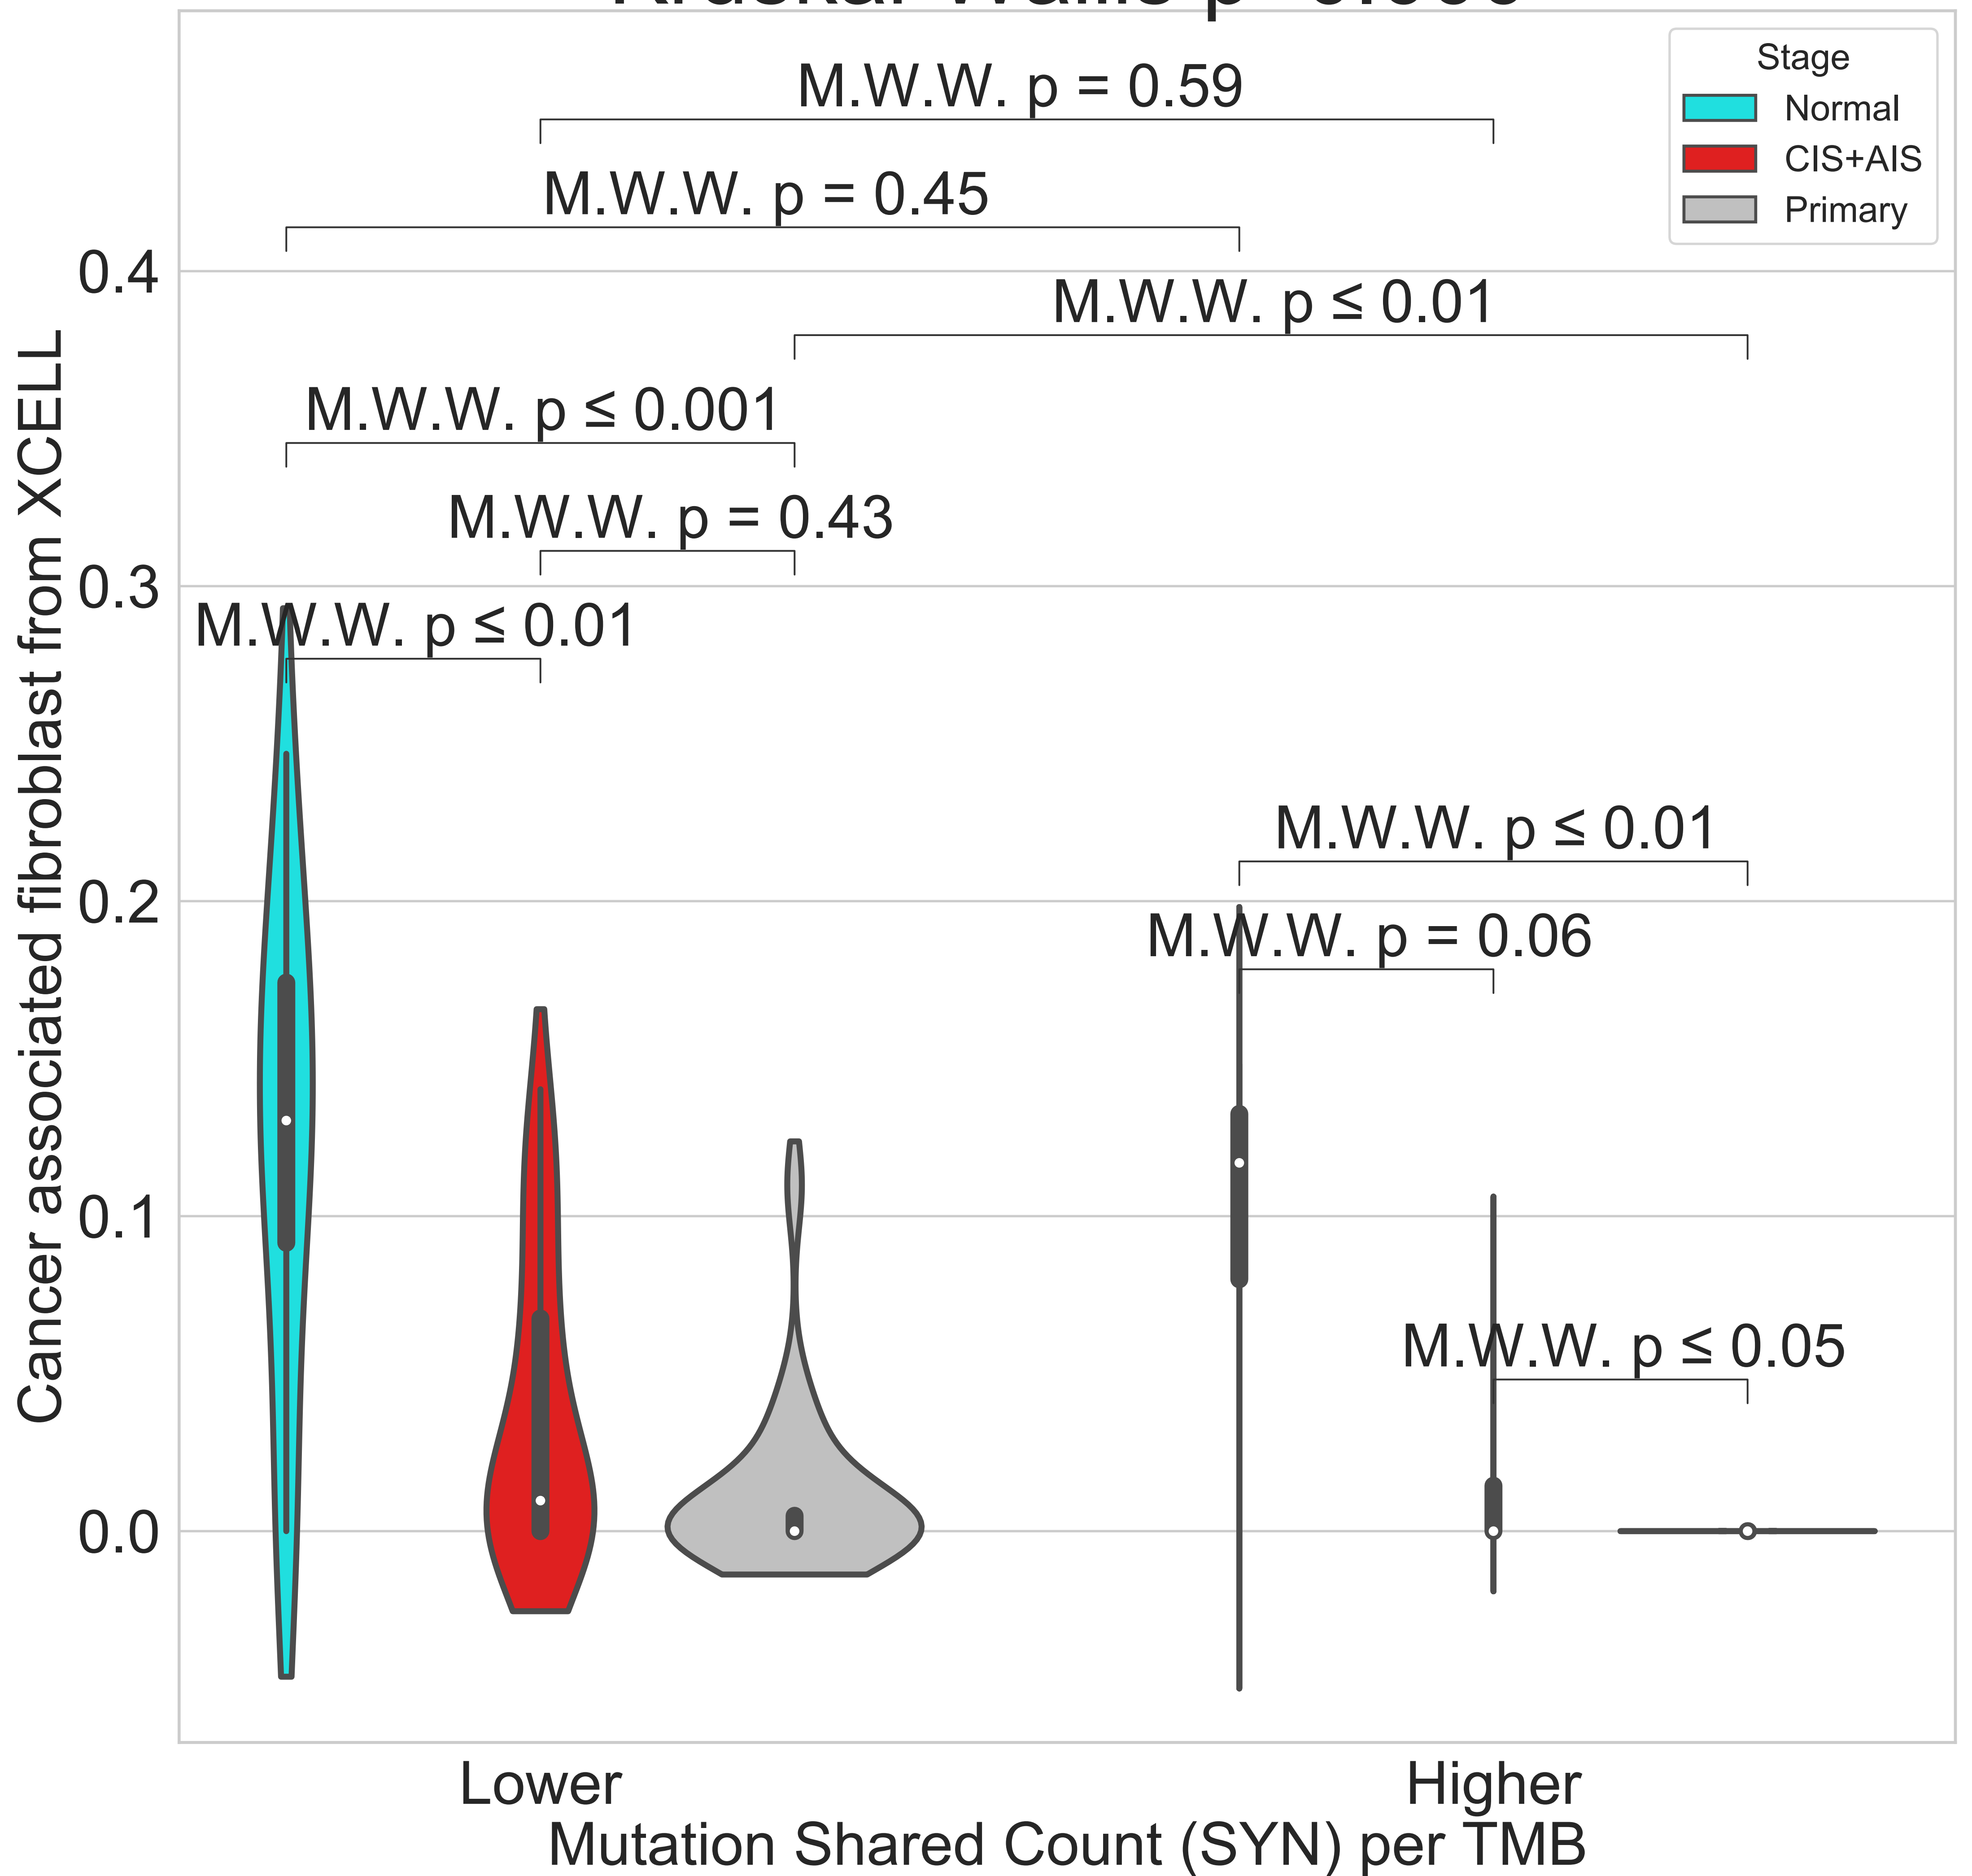 Stage
Normal
CIS+AIS
Primary
M.W.W. p = 0.59
M.W.W. p = 0.45
M.W.W. p ≤ 0.01
M.W.W. p ≤ 0.001
M.W.W. p = 0.43
M.W.W. p ≤ 0.01
M.W.W. p ≤ 0.01
M.W.W. p = 0.06
M.W.W. p ≤ 0.05
Cancer associated fibroblast from XCELL
0.4
0.3
0.2
0.1
0.0
Lower
Higher
Mutation Shared Count (SYN) per TMB